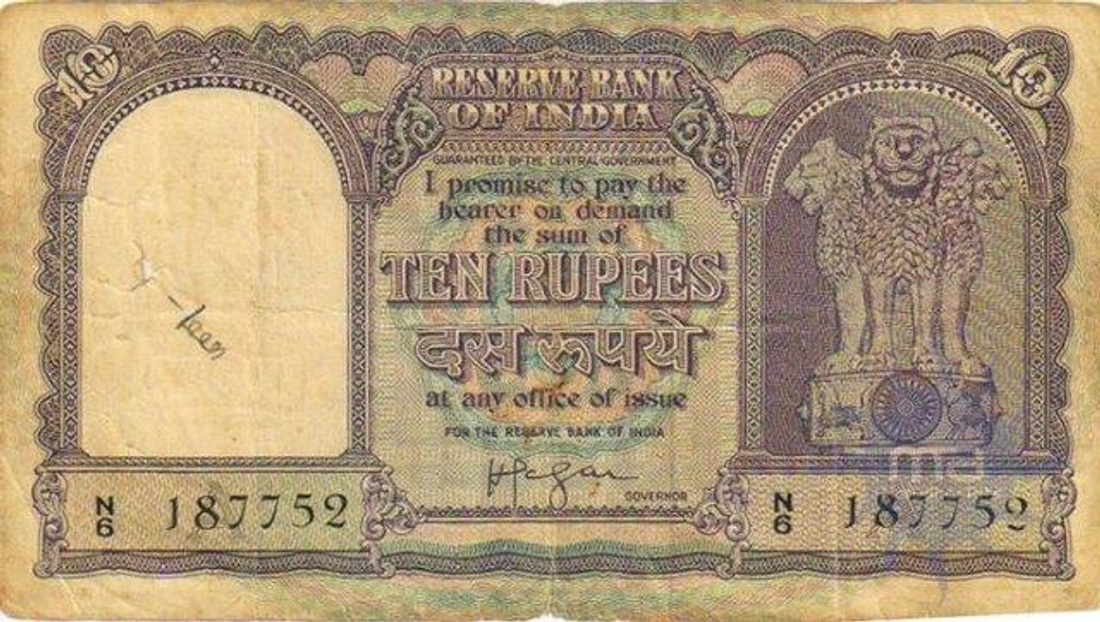 10 10
RESERVE BANK
OF INDIA
GUARANTEED BY THE CENTRAL GOVERNMENT
I promise to pay the
bearer on demand
the sum of
TEN RUPEES
दस रूपये
at any office of issue
FOR THE RESERVE BANK OF INDIA
GOVERNOR
N/6 187752 N/6 187752